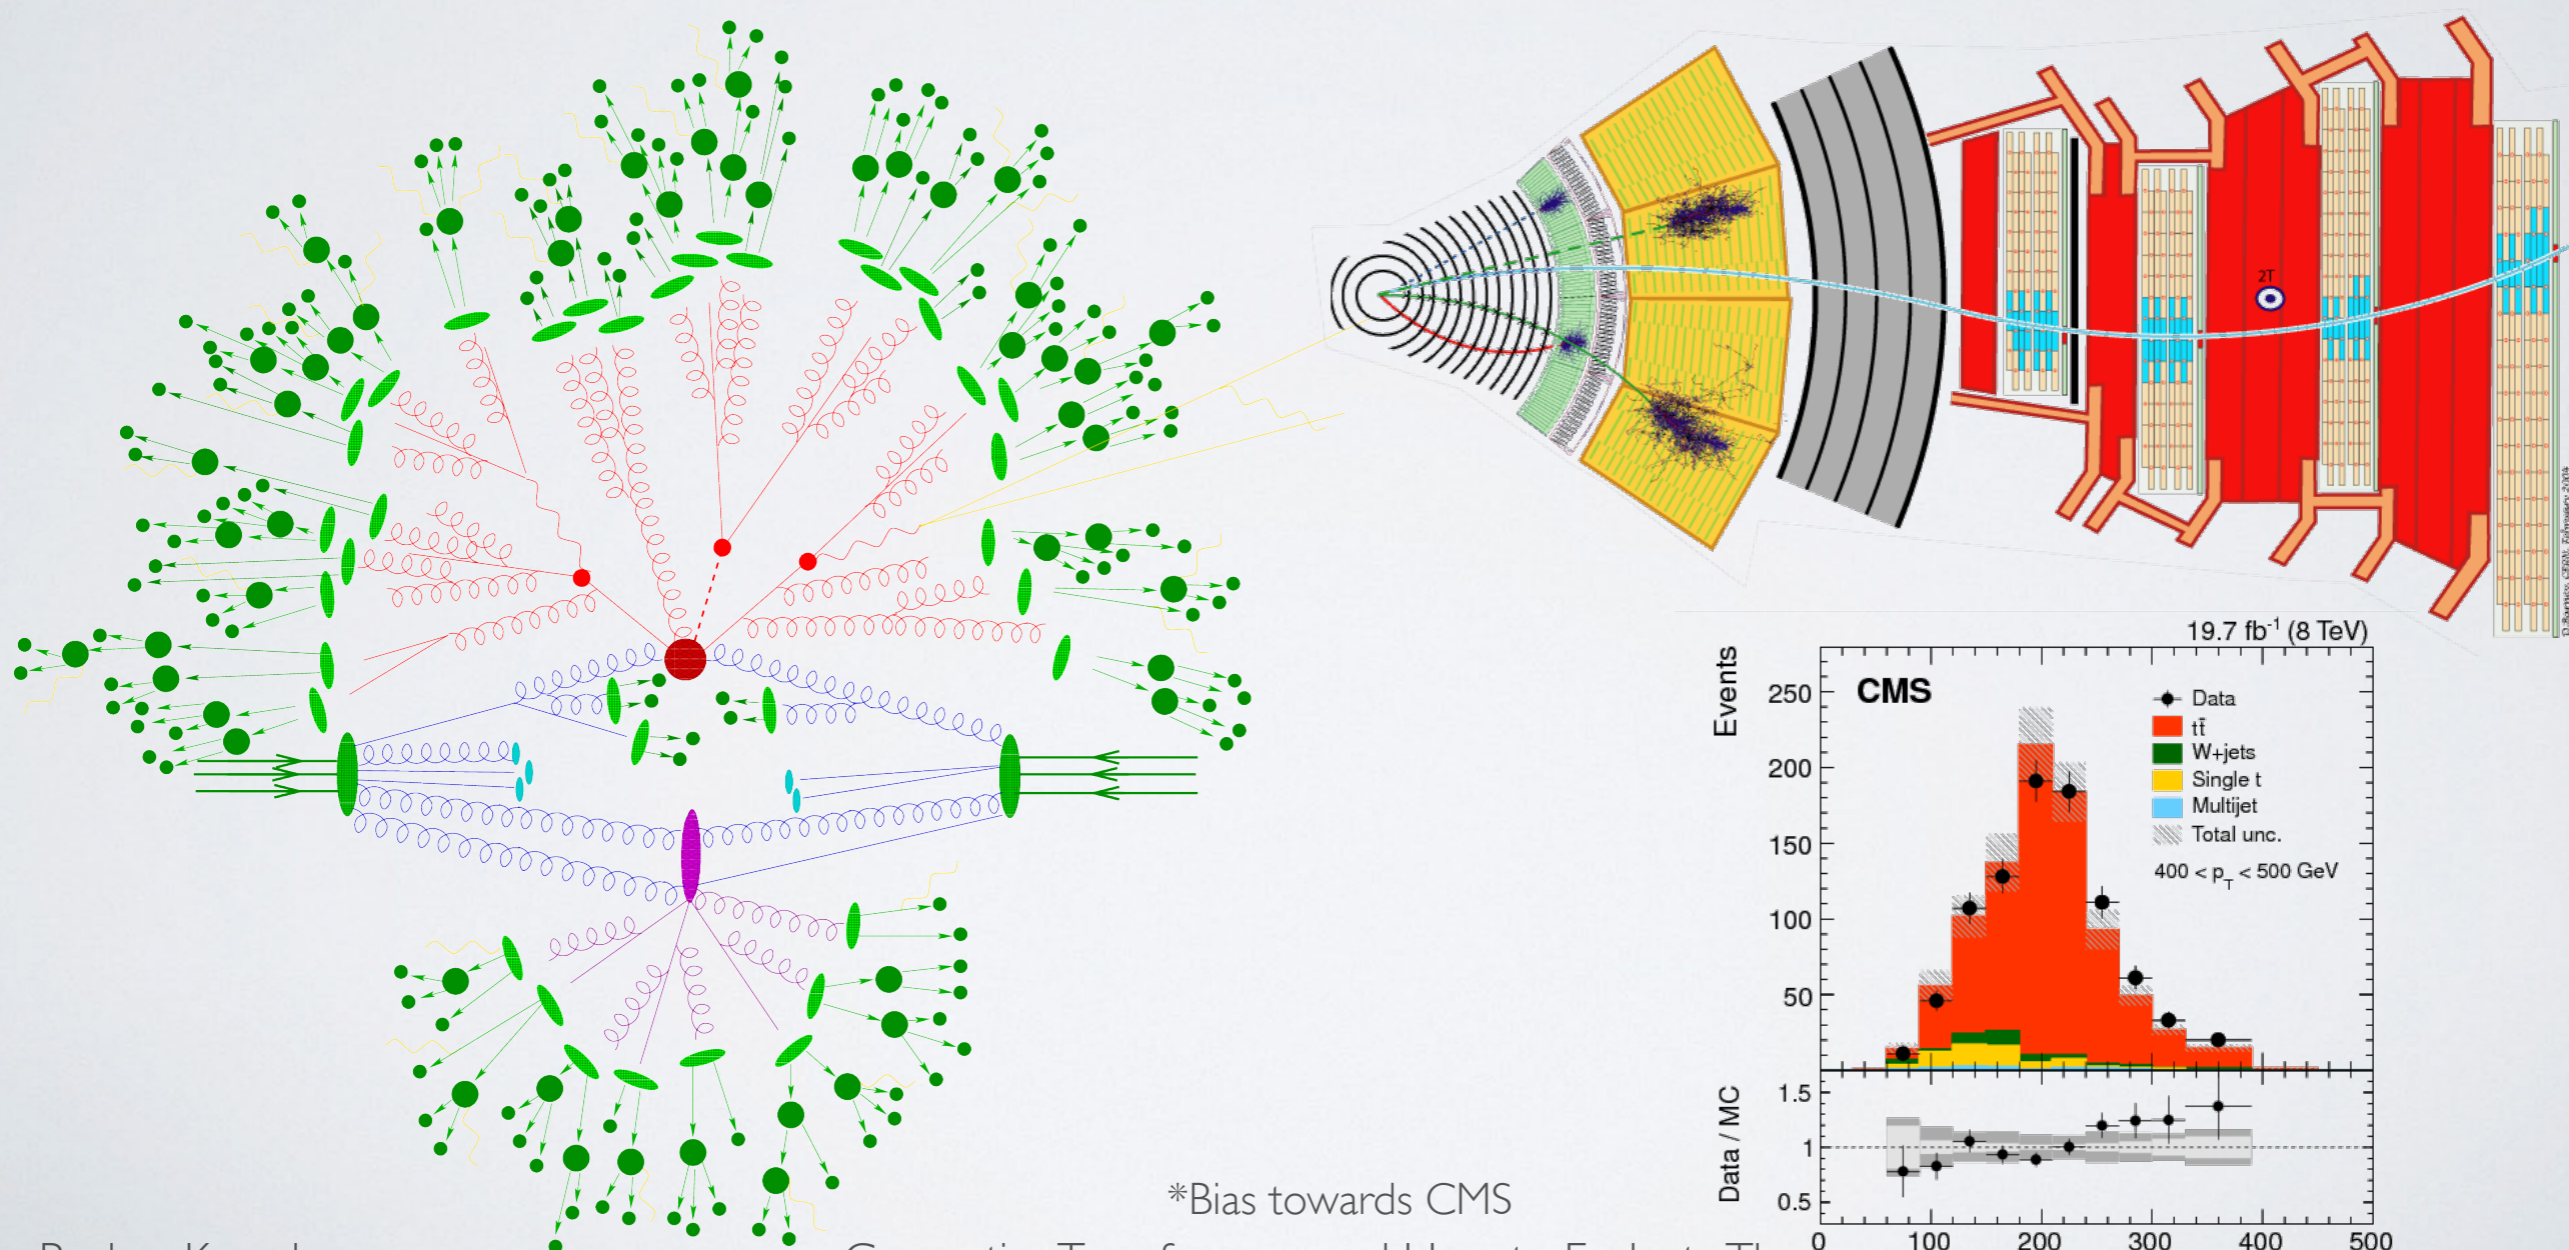 2T
19.7 fb⁻¹ (8 TeV)
Events
250
200
150
100
50
CMS
Data
tt̄
W+jets
Single t
Multijet
Total unc.
400 < p_T < 500 GeV
Data / MC
1.5
1
0.5
0 100 200 300 400 500
*Bias towards CMS